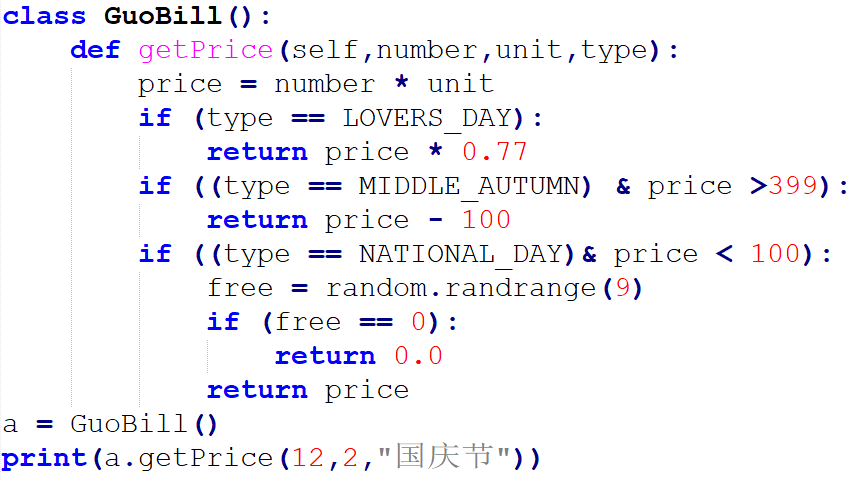 class GuoBill():
    def getPrice(self,number,unit,type):
        price = number * unit
        if (type == LOVERS_DAY):
            return price * 0.77
        if ((type == MIDDLE_AUTUMN) & price >399):
            return price - 100
        if ((type == NATIONAL_DAY)& price < 100):
            free = random.randrange(9)
            if (free == 0):
                return 0.0
            return price
a = GuoBill()
print(a.getPrice(12,2,"国庆节"))